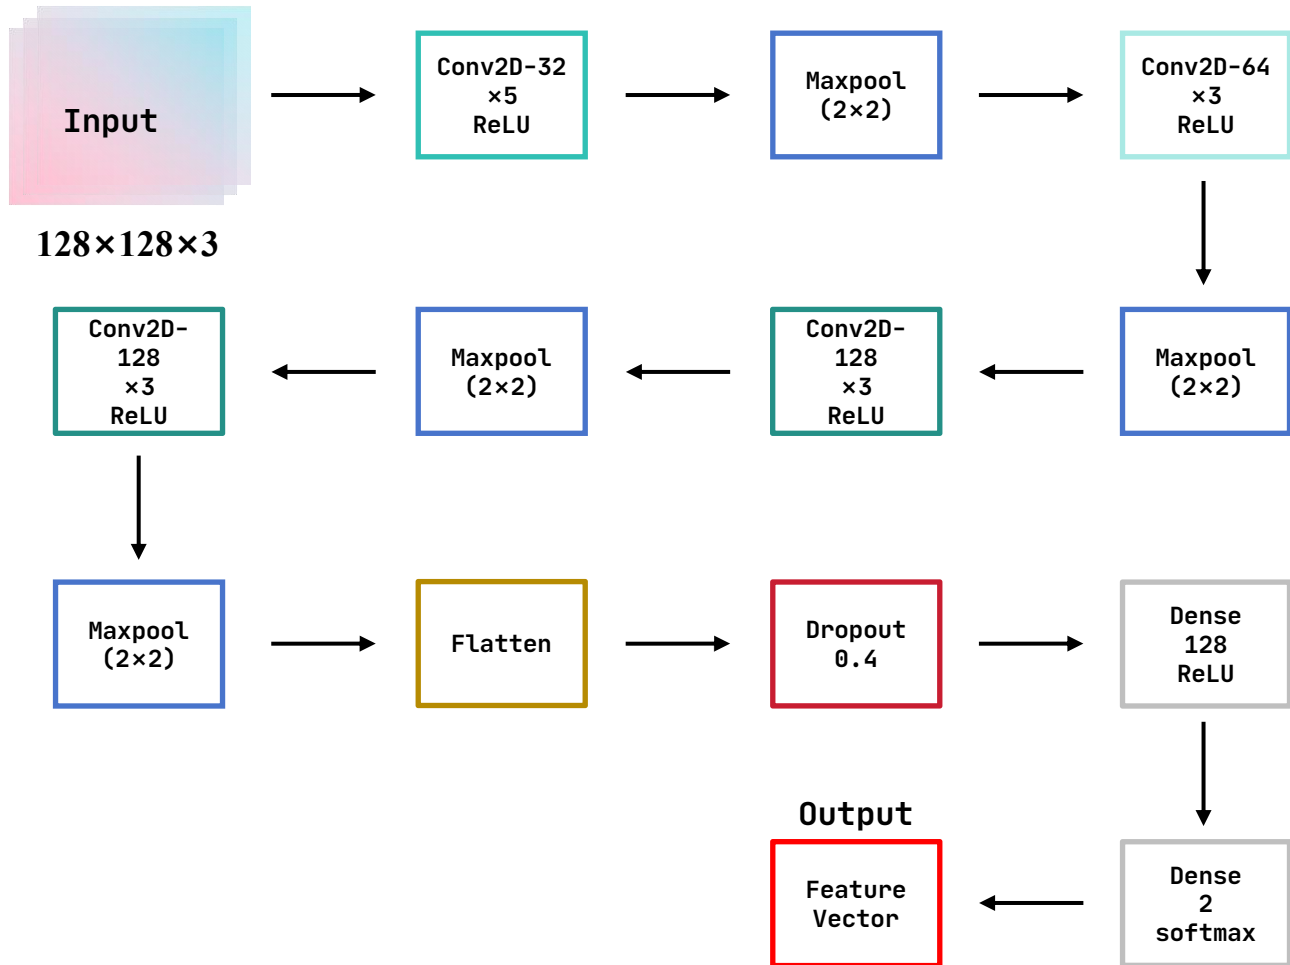 Input
128×128×3
Conv2D-32
×5
ReLU
Maxpool
(2×2)
Conv2D-64
×3
ReLU
Maxpool
(2×2)
Conv2D-
128
×3
ReLU
Maxpool
(2×2)
Conv2D-
128
×3
ReLU
Maxpool
(2×2)
Flatten
Dropout
0.4
Dense
128
ReLU
Dense
2
softmax
Output
Feature
Vector